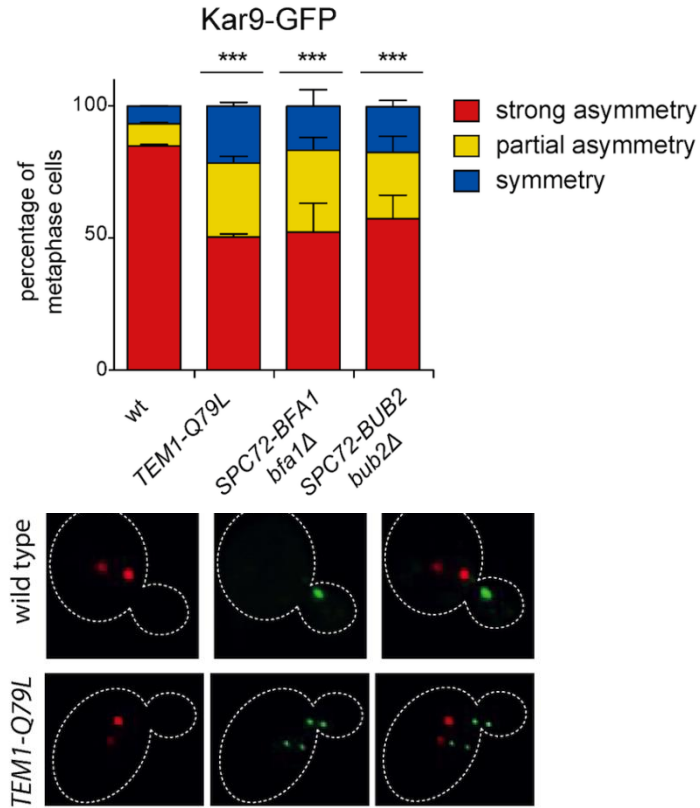 Kar9-GFP
*** *** ***
100
50
0
percentage of
metaphase cells
strong asymmetry
partial asymmetry
symmetry
wt
TEM1-Q79L
SPC72-BFA1
bfa1Δ
SPC72-BUB2
bub2Δ
wild type
TEM1-Q79L